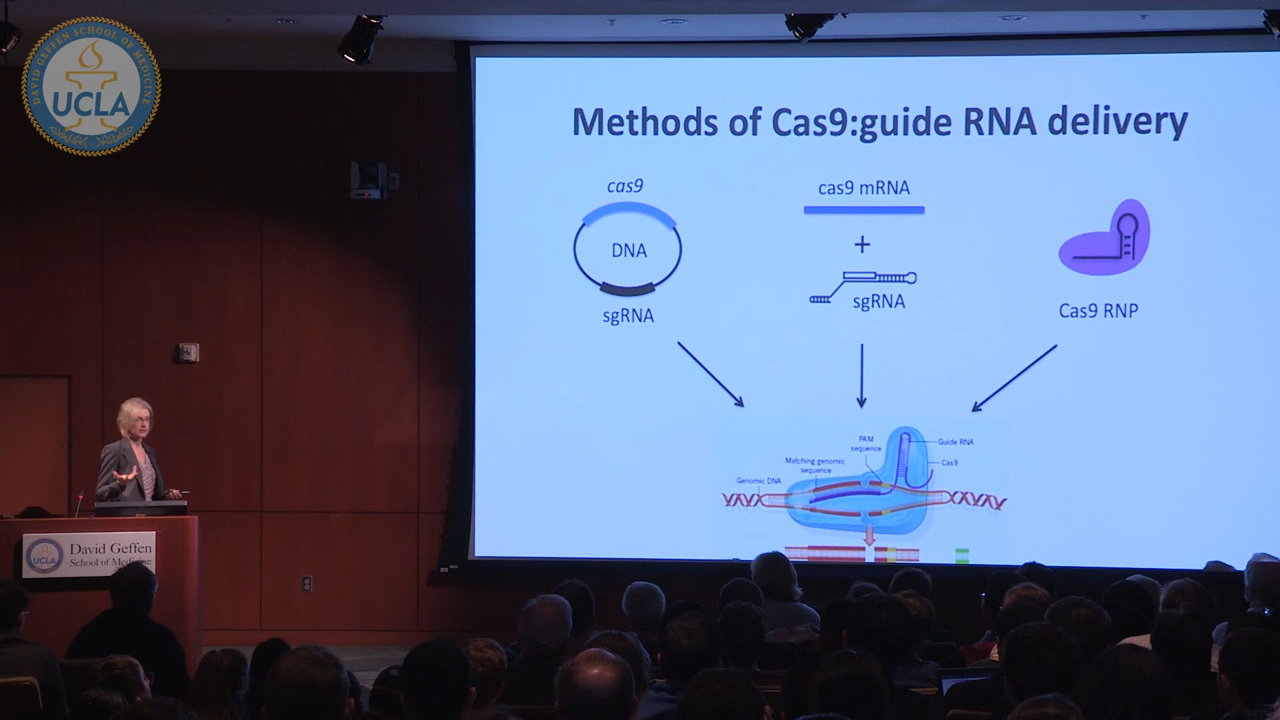 DAVID GEFFEN SCHOOL OF MEDICINE
UCLA
Methods of Cas9:guide RNA delivery
cas9
DNA
sgRNA
cas9 mRNA
+
sgRNA
Cas9 RNP
PAM
sequence
Guide RNA
Cas9
Matching genomic
sequence
Genomic DNA
UCLA
David Geffen
School of Medicine